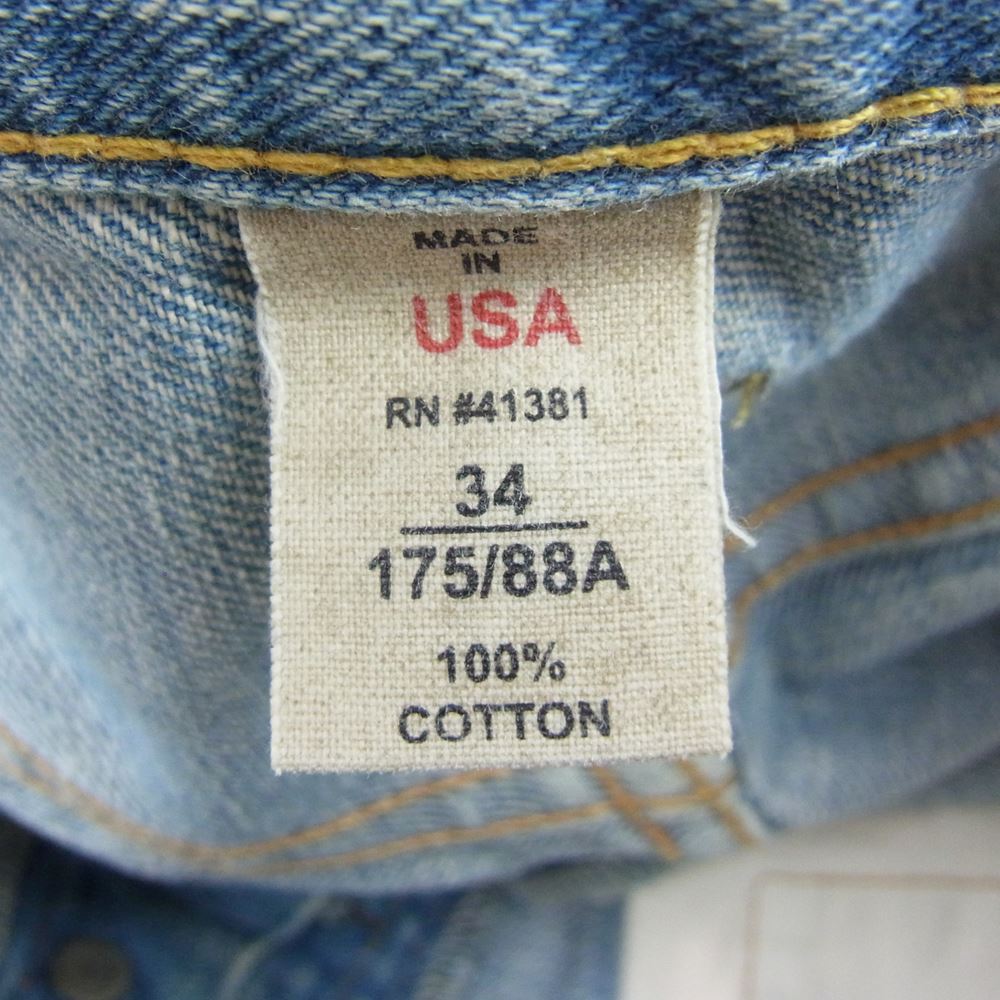 MADE
IN
USA
RN #41381
34
175/88A
100%
COTTON